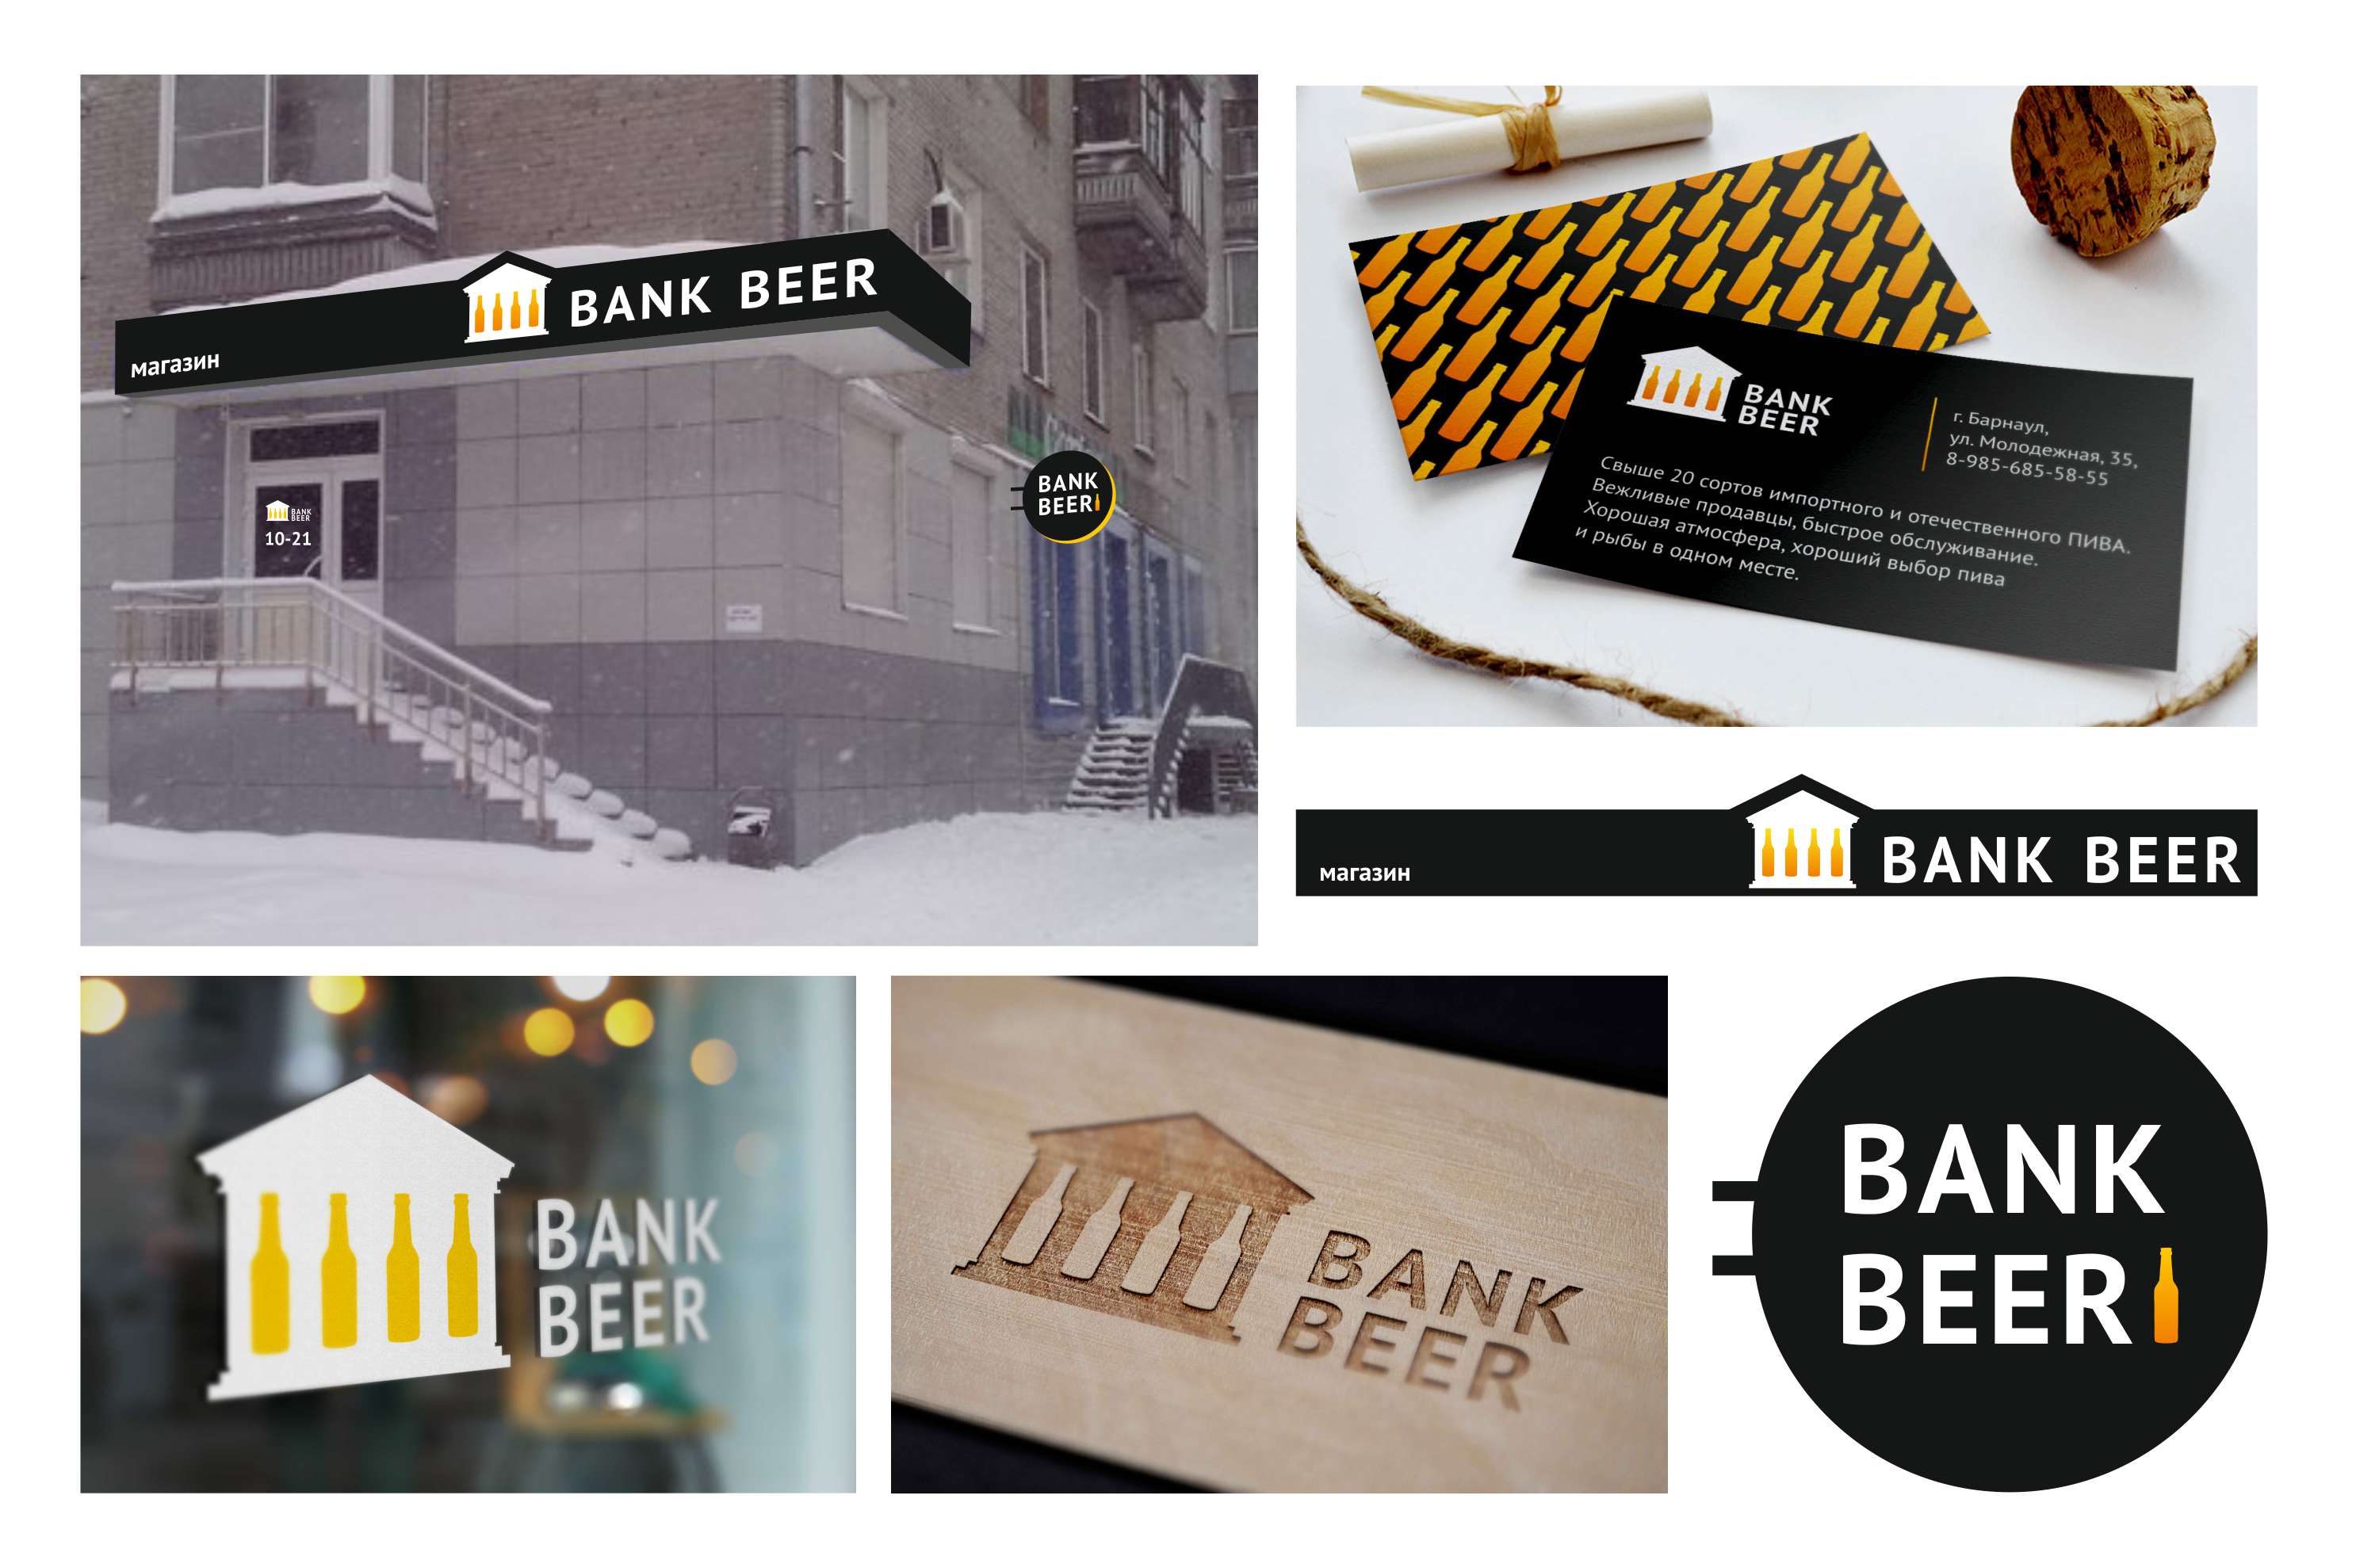 BANK BEER
магазин
BANK
BEER
10-21
BANK
BEER
BANK
BEER
г. Барнаул,
ул. Молодежная, 35,
8-985-685-58-55
Свыше 20 сортов импортного и отечественного ПИВА.
Вежливые продавцы, быстрое обслуживание.
Хорошая атмосфера, хороший выбор пива
и рыбы в одном месте.
магазин
BANK BEER
BANK
BEER
BANK
BEER
BANK
BEER